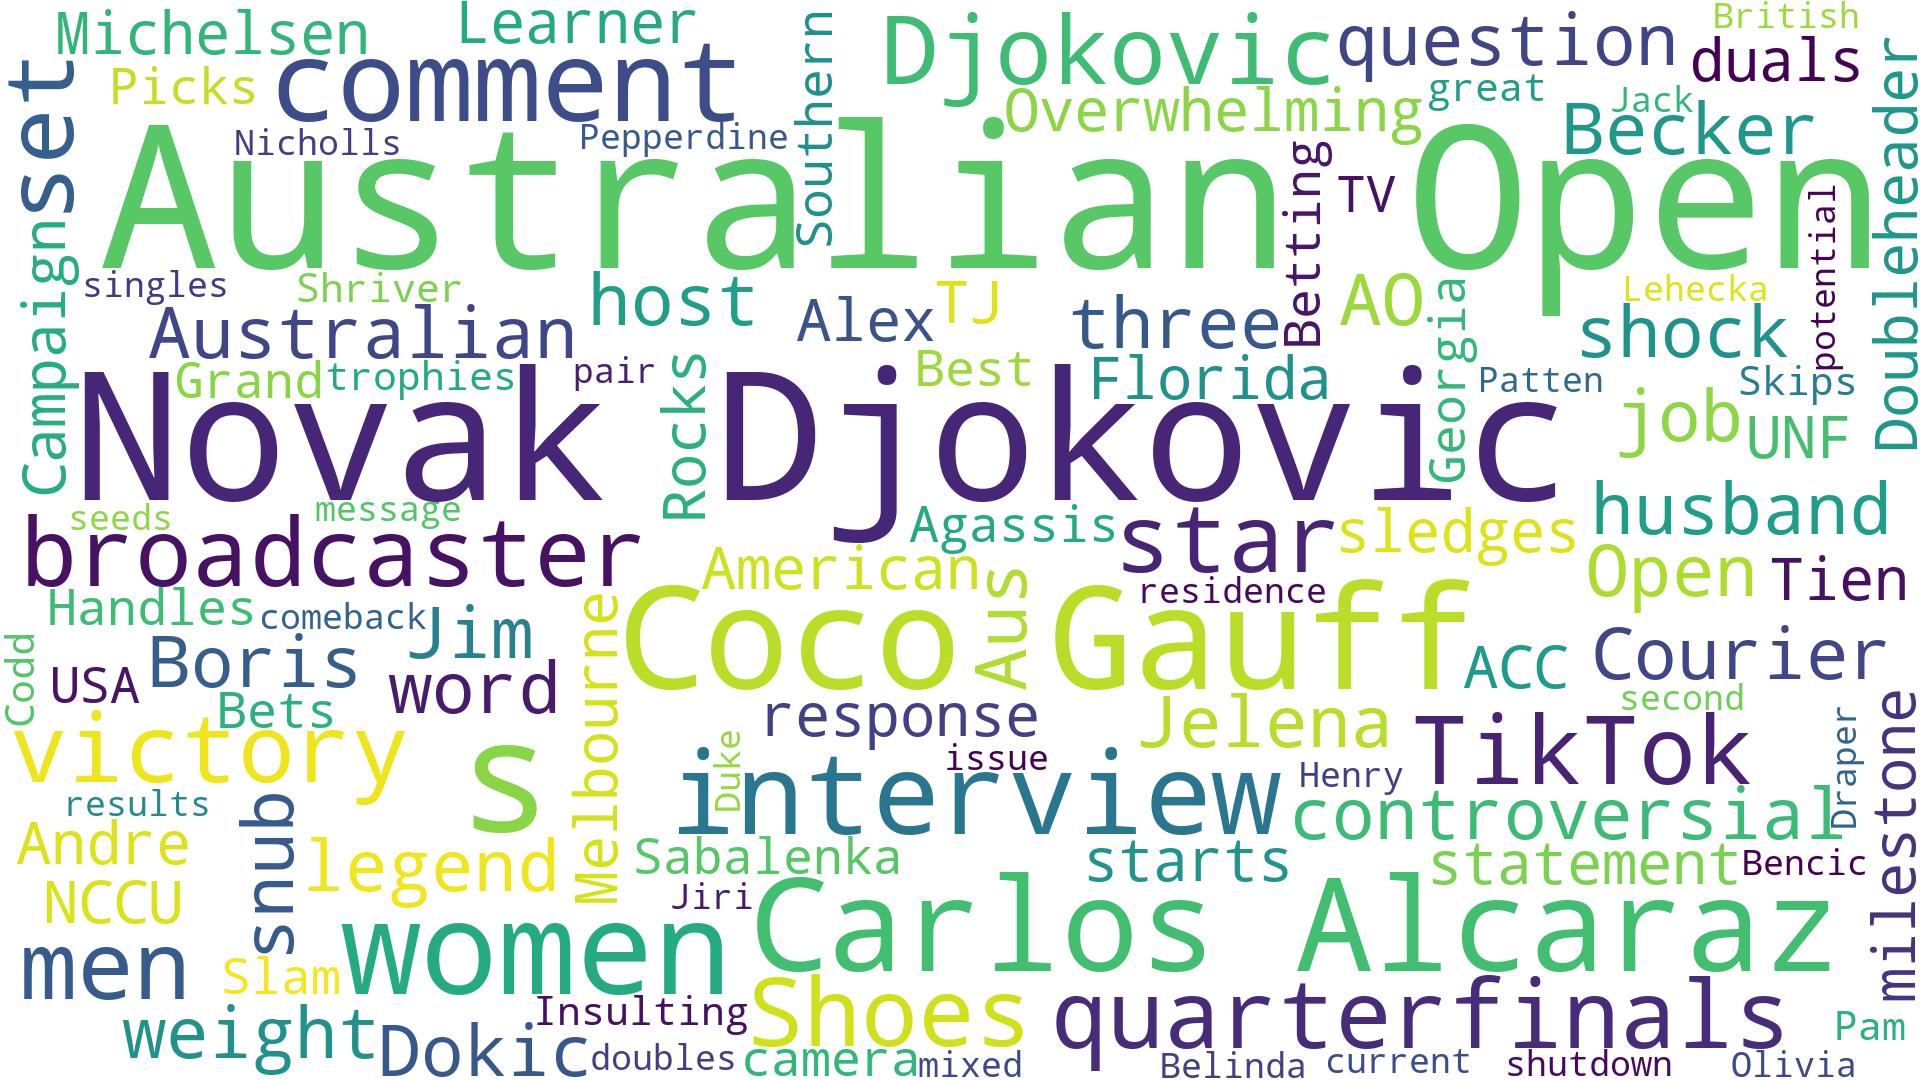 Michelsen
Learner
Djokovic
question
British
duals
Picks
comment
set
Southern
Overwhelming
great
Jack
Becker
Doubleheader
Nicholls
Pepperdine
Australian Open
Betting
TV
potential
Campaign
singles
Shriver
host
Alex
TJ
three
AO
Georgia
Lehecka
shock
Australian
Grand
trophies
pair
Rocks
Best
Florida
Patten
Skips
job
UNF
Novak Djokovic
seeds
message
broadcaster
Agassis
star
sledges
husband
American
Aus
residence
Open
Tien
Handles
comeback
Jim
Melbourne
Coco Gauff
ACC
Courier
Codd
USA
Boris
Bets
word
response
Jelena
second
victory
s
Duke
issue
interview
Henry
TikTok
Draper
milestone
results
snub
controversial
Andre
legend
Sabalenka
starts
statement
Bencic
NCCU
Jiri
Carlos Alcaraz
men
Slam
women
Insulting
Shoes
quarterfinals
Pam
weight
Dokic
doubles
camera
mixed
Belinda
current
shutdown
Olivia